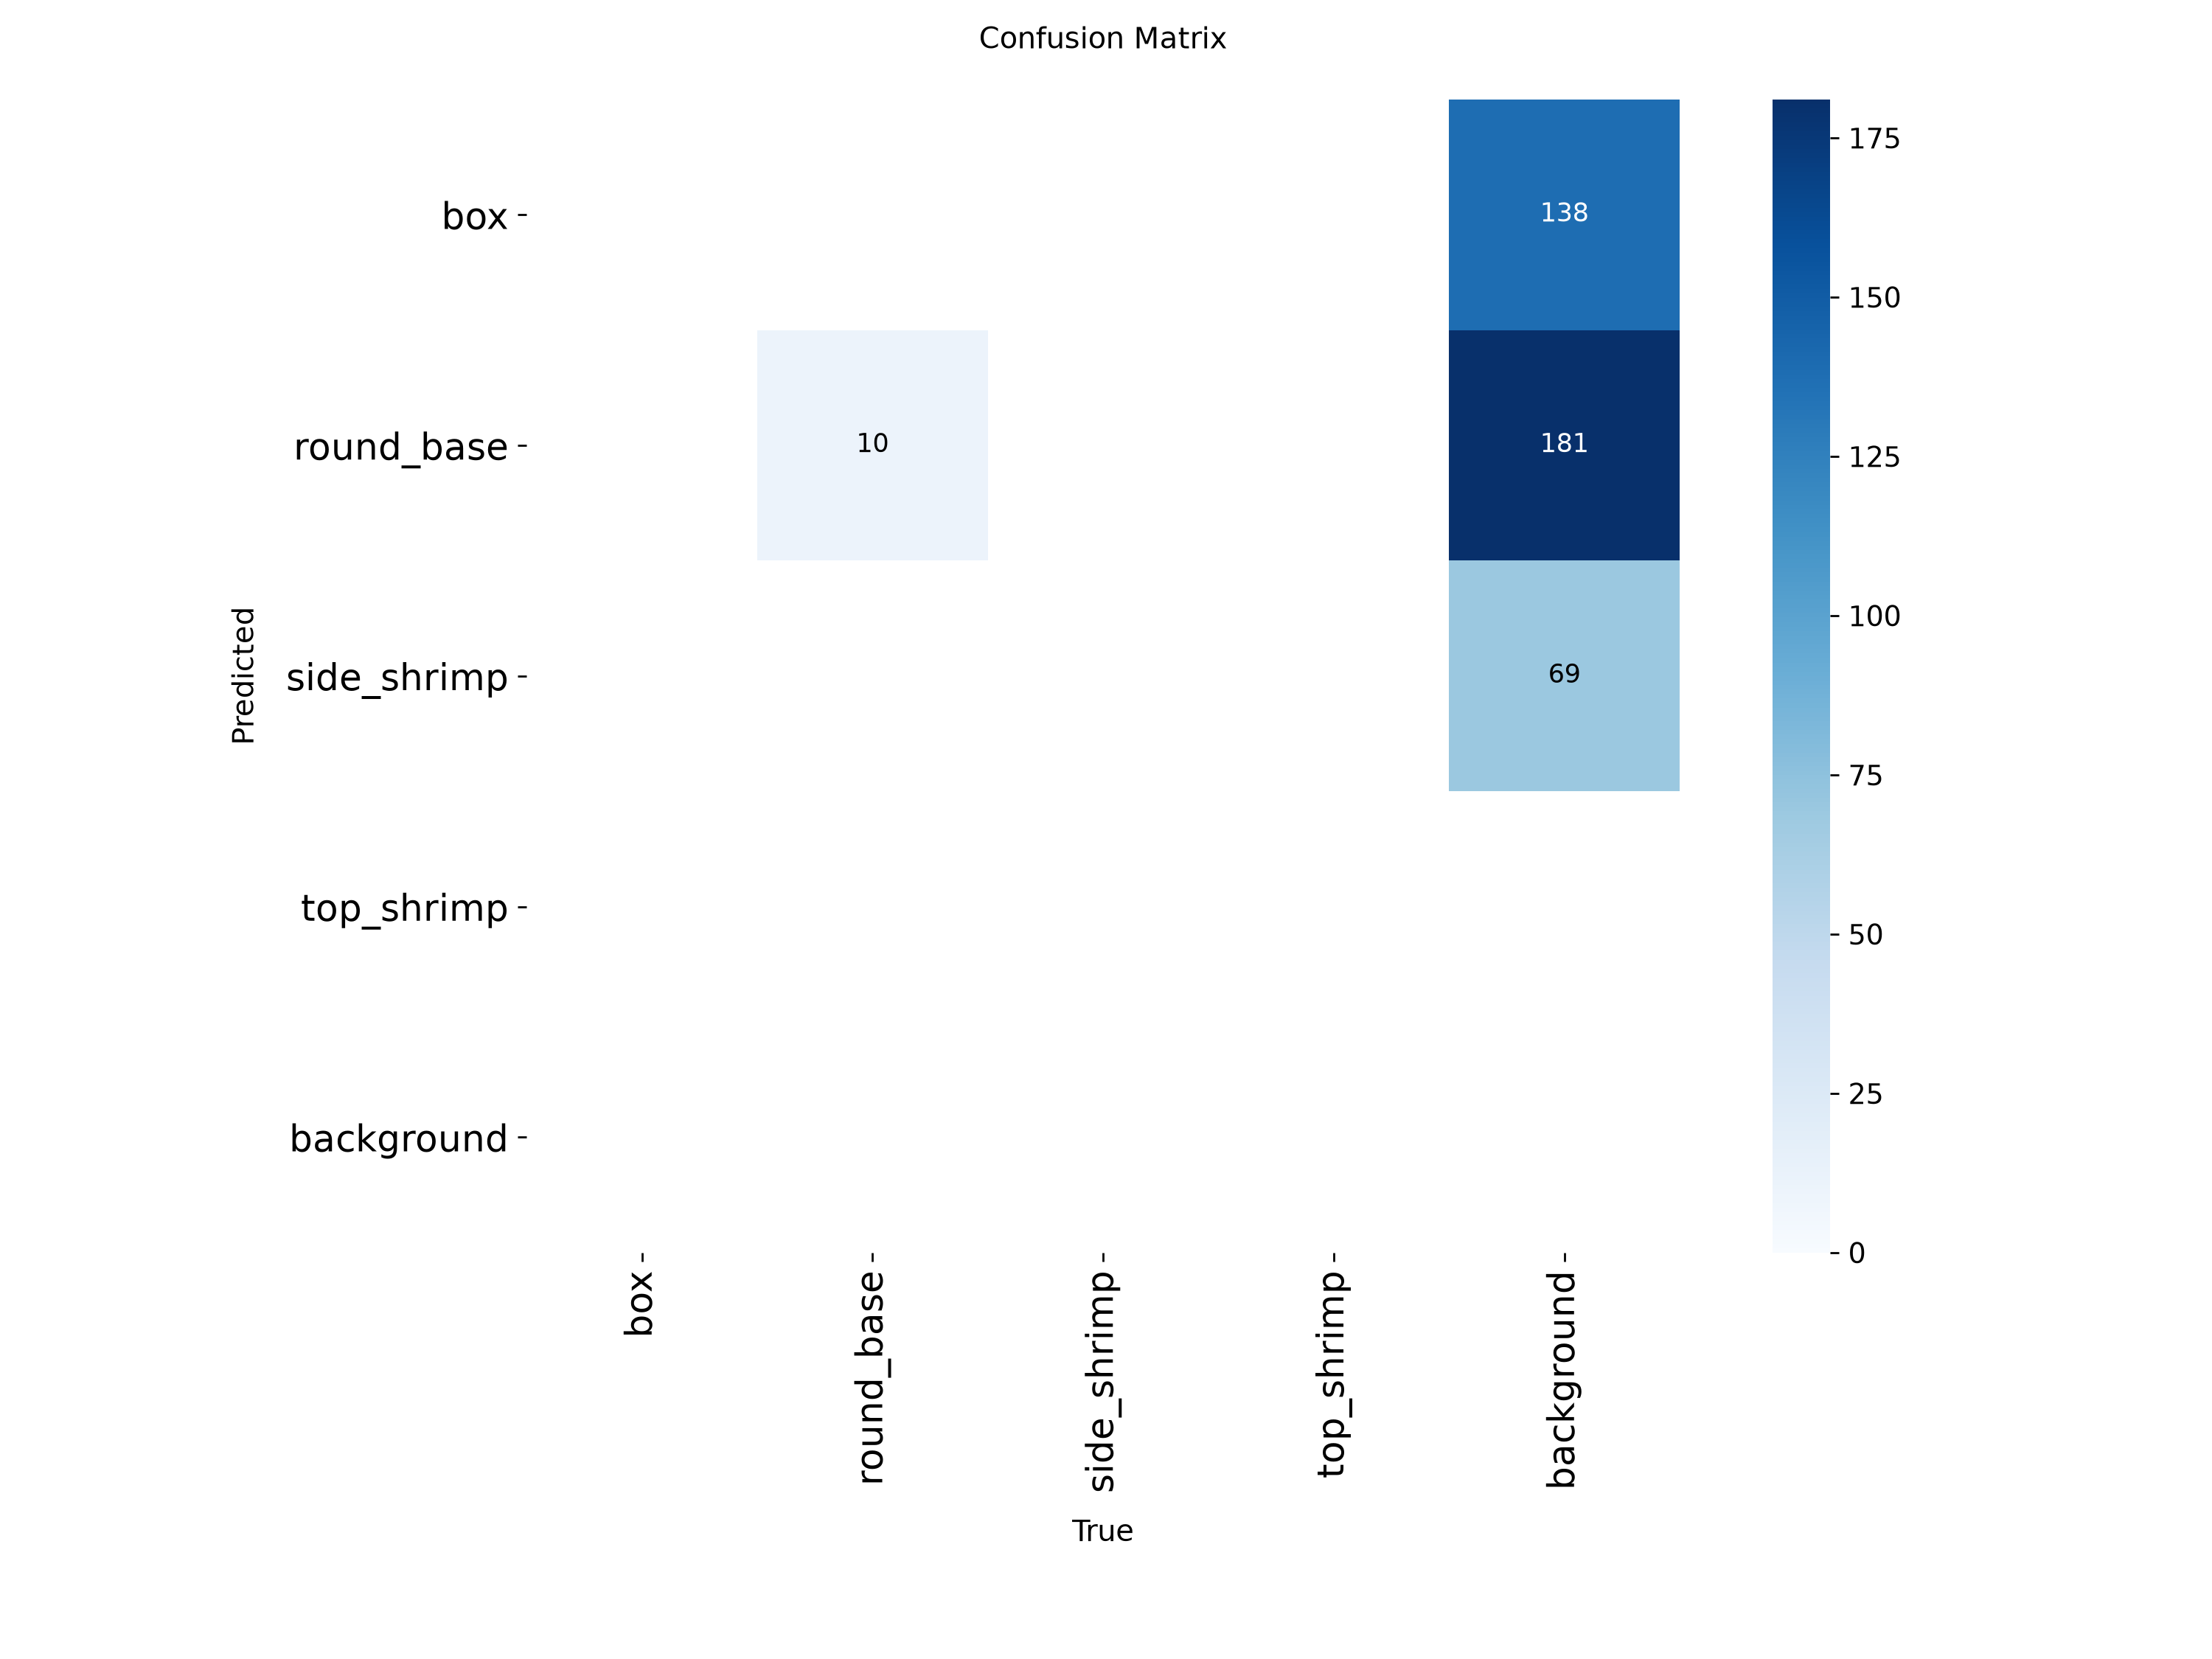 Confusion Matrix
box
138
175
150
round_base
10
181
125
100
Predicted
side_shrimp
69
75
top_shrimp
50
25
background
0
box
round_base
side_shrimp
top_shrimp
background
True